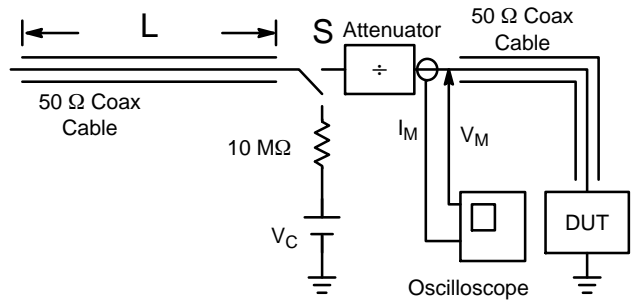 L
S Attenuator
÷
50 Ω Coax
Cable
50 Ω Coax
Cable
10 MΩ
I_M
V_M
V_C
DUT
Oscilloscope